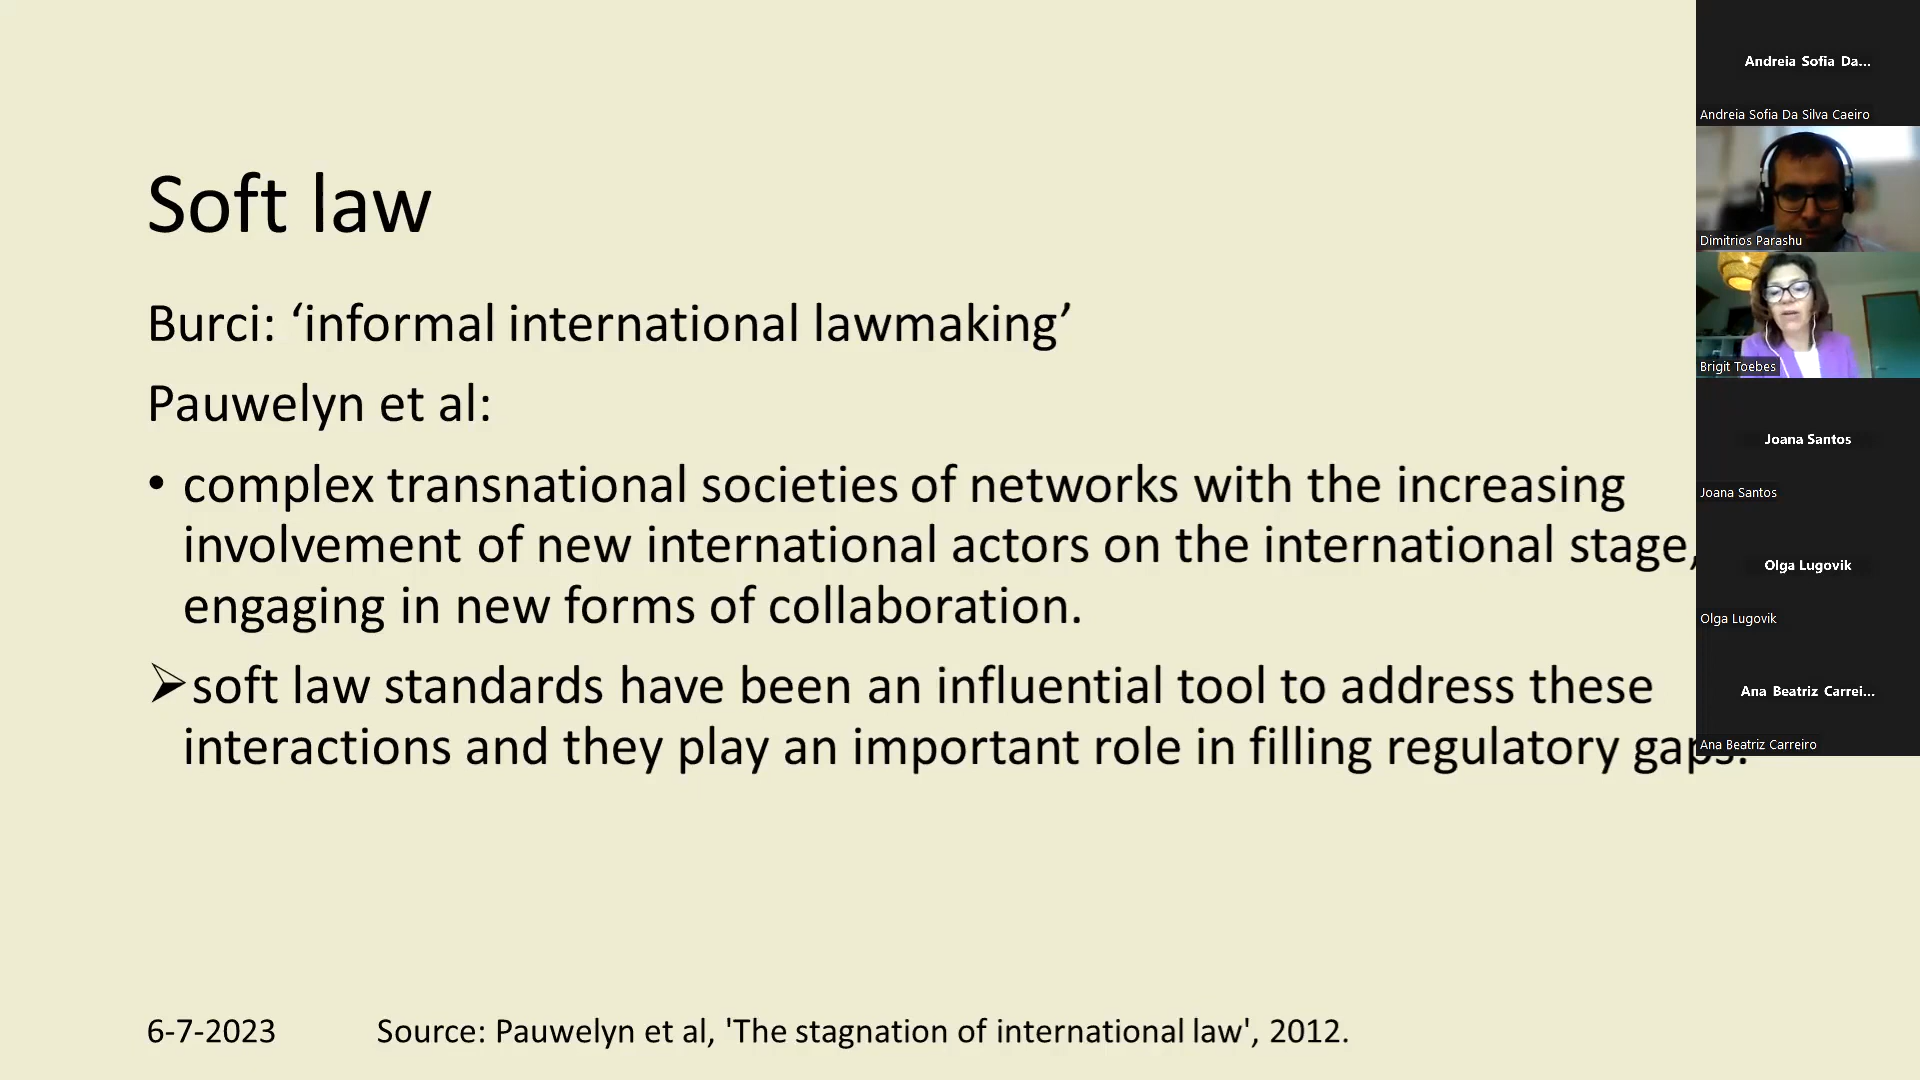 Soft law
Burci: ‘informal international lawmaking’
Pauwelyn et al:
• complex transnational societies of networks with the increasing
involvement of new international actors on the international stage,
engaging in new forms of collaboration.
➢soft law standards have been an influential tool to address these
interactions and they play an important role in filling regulatory gaps.
6-7-2023
Source: Pauwelyn et al, 'The stagnation of international law', 2012.
Andreia Sofia Da...
Andreia Sofia Da Silva Caeiro
Dimitrios Parashu
Brigit Toebes
Joana Santos
Joana Santos
Olga Lugovik
Olga Lugovik
Ana Beatriz Carrei...
Ana Beatriz Carreiro